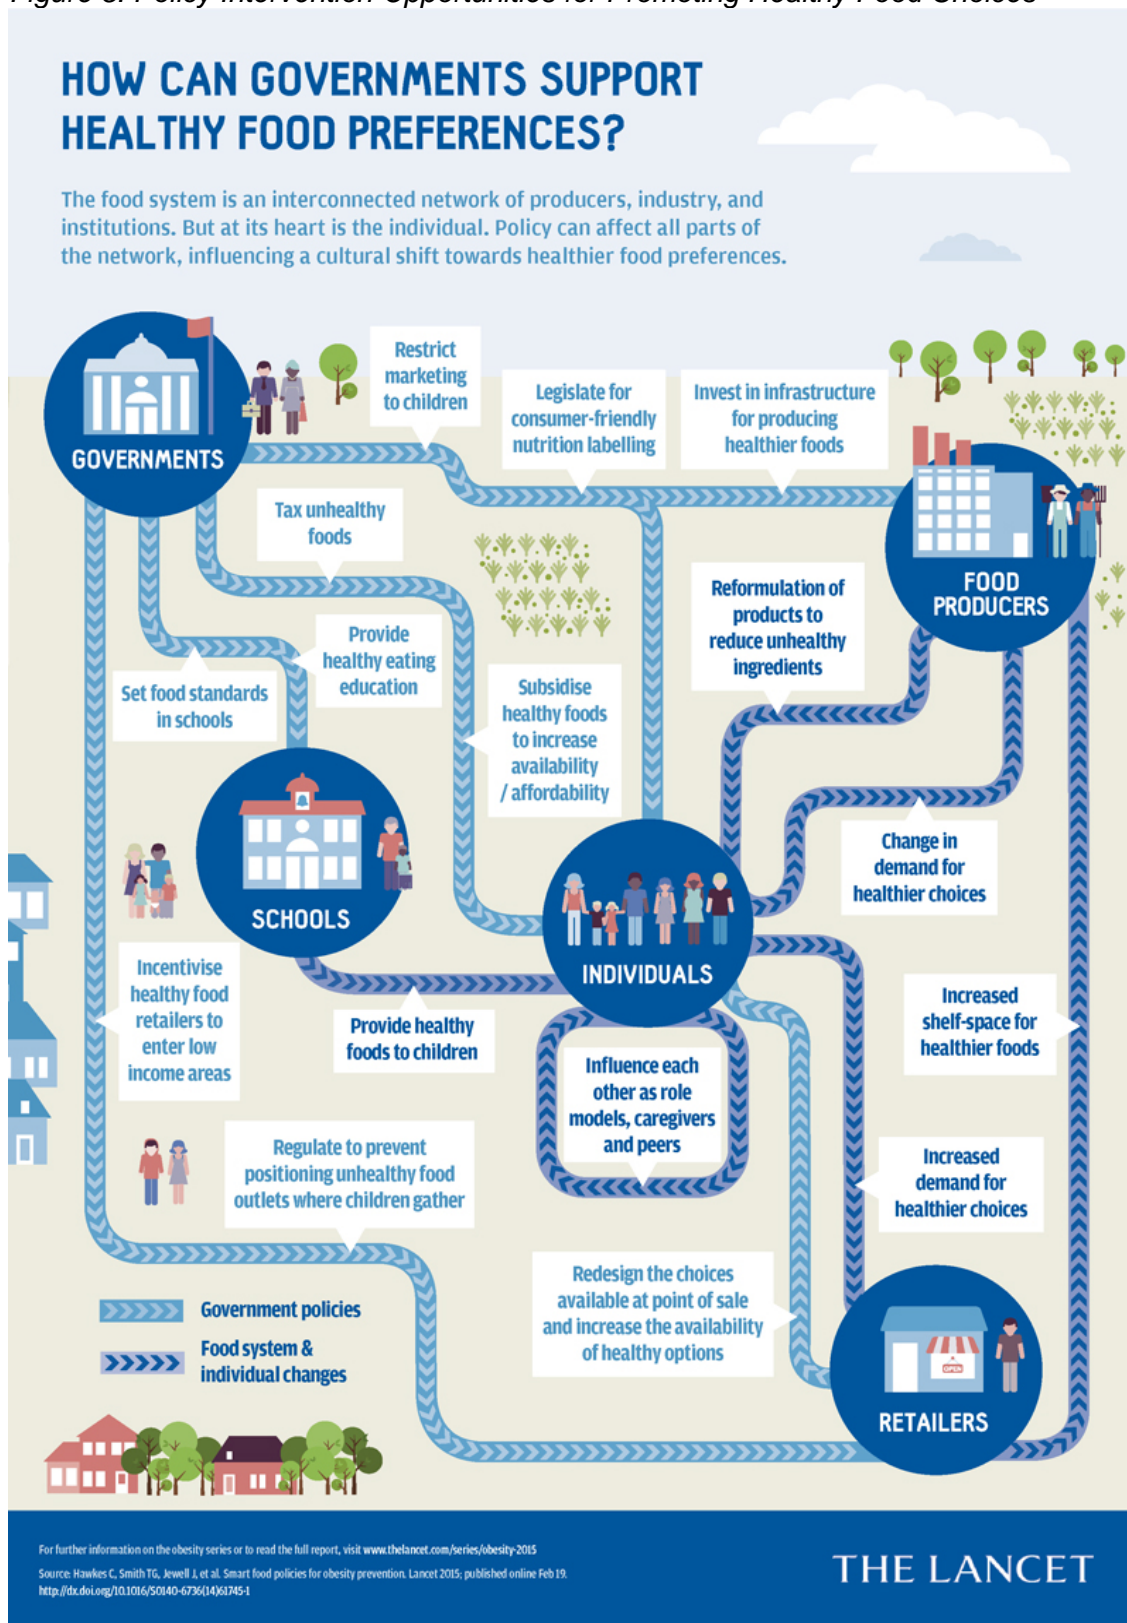 Figure 3: Policy Intervention Opportunities for Promoting Healthy Food Choices
HOW CAN GOVERNMENTS SUPPORT
HEALTHY FOOD PREFERENCES?
The food system is an interconnected network of producers, industry, and
institutions. But at its heart is the individual. Policy can affect all parts of
the network, influencing a cultural shift towards healthier food preferences.
GOVERNMENTS
Restrict
marketing
to children
Legislate for
consumer-friendly
nutrition labelling
Invest in infrastructure
for producing
healthier foods
FOOD
PRODUCERS
Tax unhealthy
foods
Provide
healthy eating
education
Set food standards
in schools
Subsidise
healthy foods
to increase
availability
/ affordability
Reformulation of
products to
reduce unhealthy
ingredients
Change in
demand for
healthier choices
SCHOOLS
INDIVIDUALS
Incentivise
healthy food
retailers to
enter low
income areas
Provide healthy
foods to children
Influence each
other as role
models, caregivers
and peers
Increased
shelf-space for
healthier foods
Regulate to prevent
positioning unhealthy food
outlets where children gather
Increased
demand for
healthier choices
Redesign the choices
available at point of sale
and increase the availability
of healthy options
OPEN
RETAILERS
Government policies
Food system &
individual changes
For further information on the obesity series or to read the full report, visit www.thelancet.com/series/obesity-2015
Source: Hawkes C, Smith TG, Jewell J, et al. Smart food policies for obesity prevention. Lancet 2015; published online Feb 19.
http://dx.doi.org/10.1016/S0140-6736(14)61745-1
THE LANCET